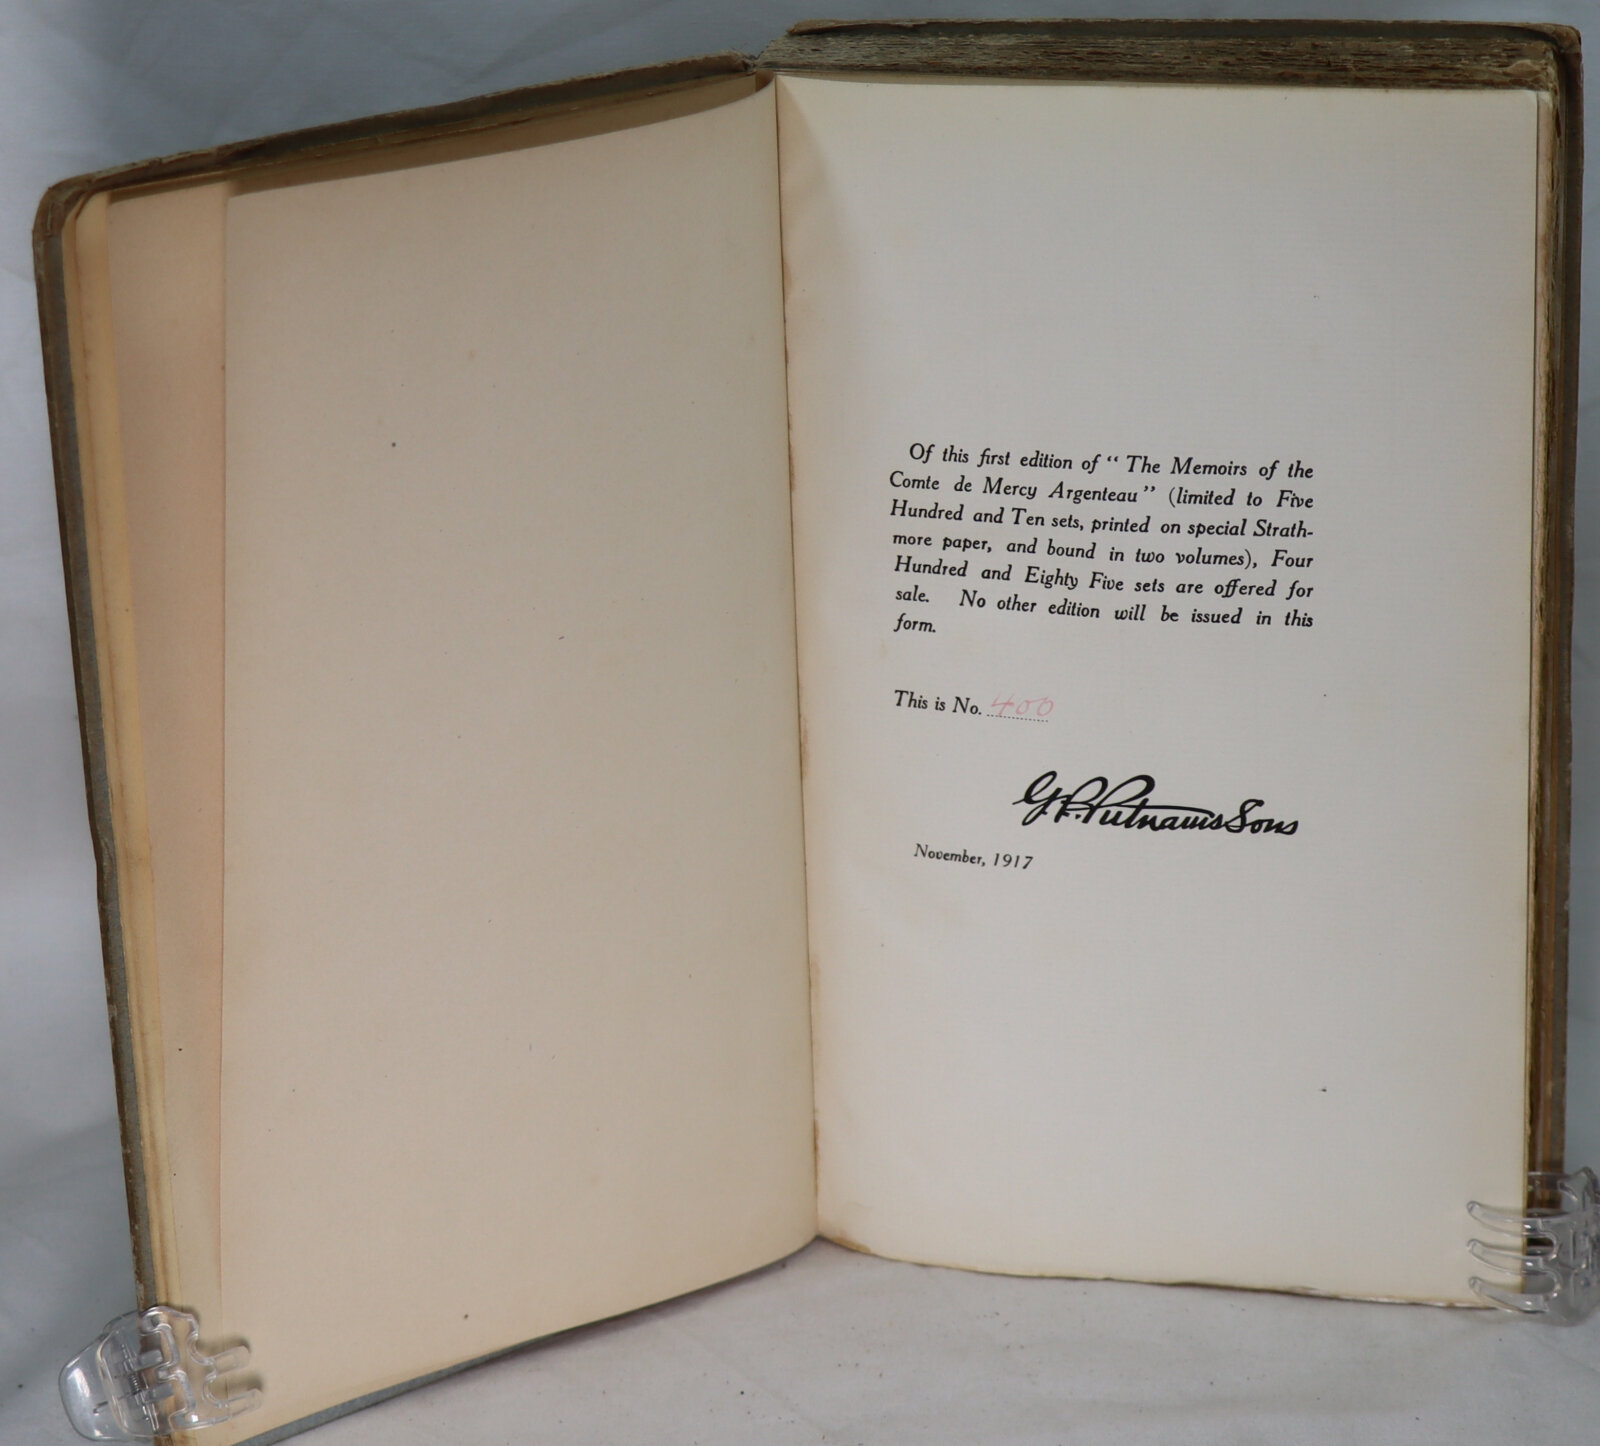 Of this first edition of “The Memoirs of the
Comte de Mercy Argenteau” (limited to Five
Hundred and Ten sets, printed on special Strath-
more paper, and bound in two volumes), Four
Hundred and Eighty Five sets are offered for
sale. No other edition will be issued in this
form.
This is No. 400
G. P. Putnams Sons
November, 1917